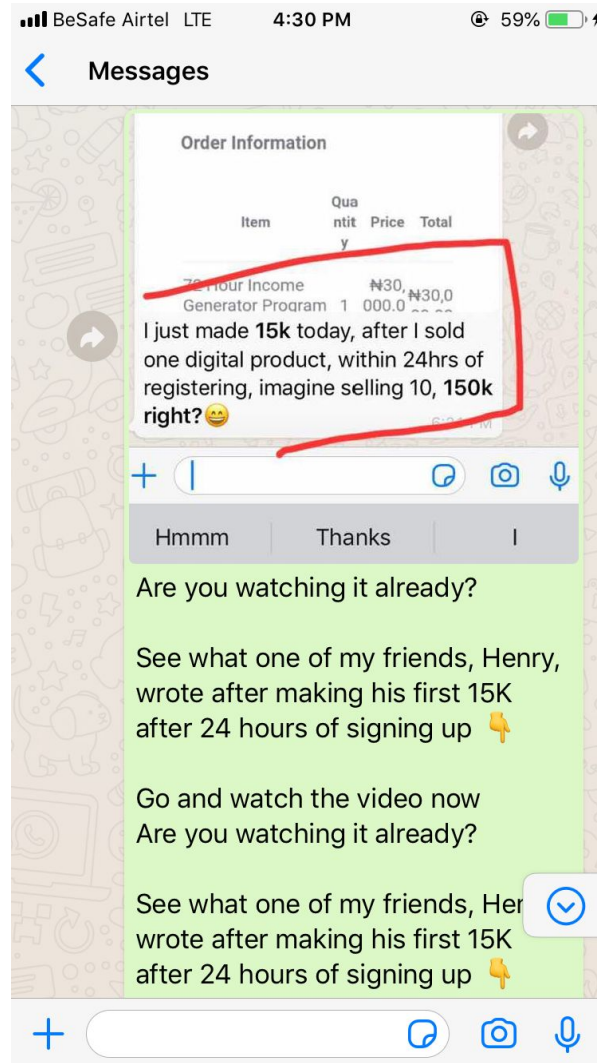 BeSafe Airtel LTE 4:30 PM 59%
Messages
Order Information
Qua
Item ntit Price Total
y
72 Hour Income ₦30,
Generator Program 1 000.0 ₦30,0
I just made 15k today, after I sold
one digital product, within 24hrs of
registering, imagine selling 10, 150k
right?😄
Hmmm Thanks I
Are you watching it already?
See what one of my friends, Henry,
wrote after making his first 15K
after 24 hours of signing up 👇
Go and watch the video now
Are you watching it already?
See what one of my friends, Hen
wrote after making his first 15K
after 24 hours of signing up 👇